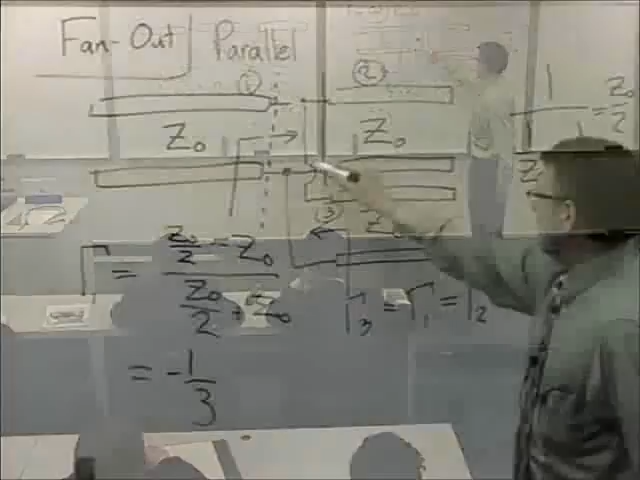 Fan-Out Parallel
① ②
Z₀ Z₀
1 = Z₀/2
③
Γ = (Z₀/2 - Z₀)/(Z₀/2 + Z₀)
Γ₃ = Γ₁ = Γ₂
= -1/3